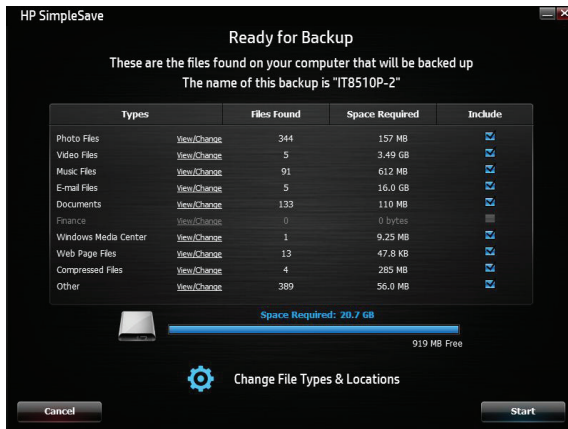 HP SimpleSave
Ready for Backup
These are the files found on your computer that will be backed up
The name of this backup is "IT8510P-2"
Types Files Found Space Required Include
Photo Files View/Change 344 157 MB
Video Files View/Change 5 3.49 GB
Music Files View/Change 91 612 MB
E-mail Files View/Change 5 16.0 GB
Documents View/Change 133 110 MB
Finance View/Change 0 0 bytes
Windows Media Center View/Change 1 9.25 MB
Web Page Files View/Change 13 47.8 KB
Compressed Files View/Change 4 285 MB
Other View/Change 389 56.0 MB
Space Required: 20.7 GB
919 MB Free
Change File Types & Locations
Cancel Start